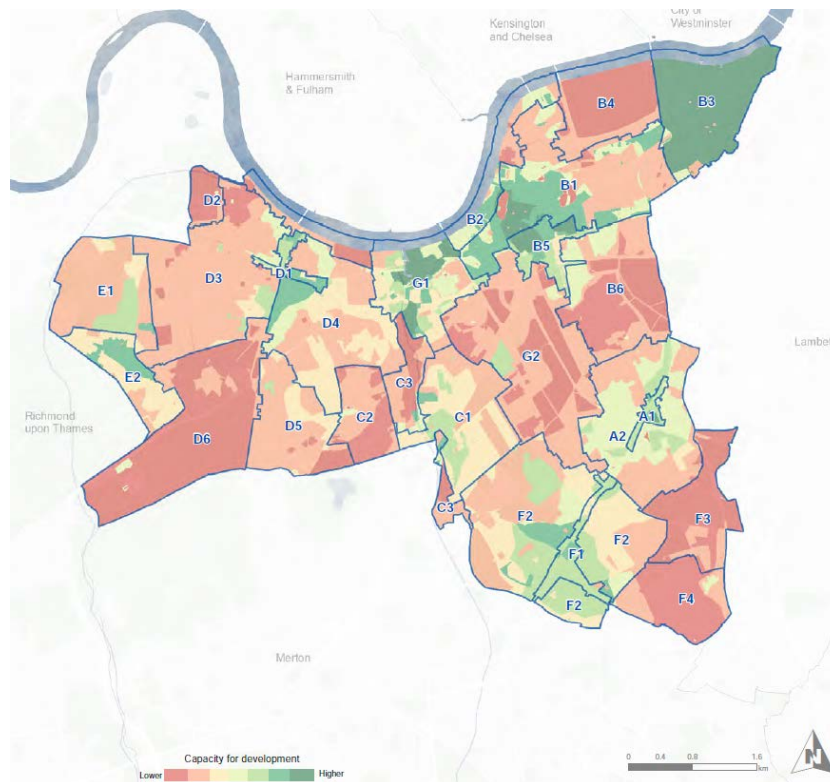 City of
Westminster
Kensington
and Chelsea
Hammersmith
& Fulham
B4
B3
D2
B1
B2
B5
D1
D3
E1
G1
B6
D4
E2
G2
Lambet
C3
C1
C2
D5
A1
A2
Richmond
upon Thames
D6
C3
F2
F3
F2
F1
F2
F4
Merton
Capacity for development
Lower
Higher
0 0.8 0.4 1.6
km
N